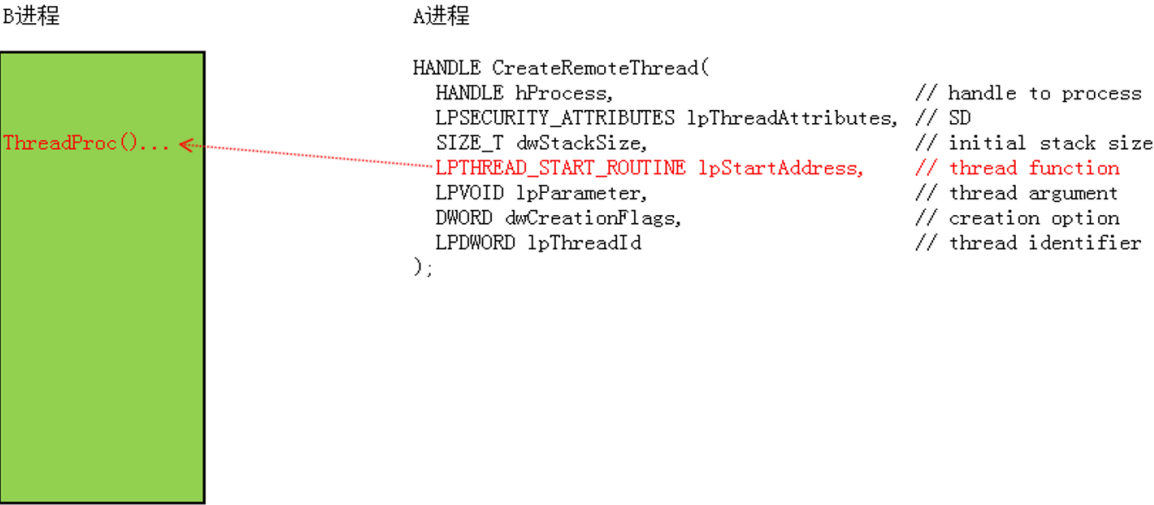 B进程
A进程
ThreadProc()...
HANDLE CreateRemoteThread(
HANDLE hProcess, // handle to process
LPSECURITY_ATTRIBUTES lpThreadAttributes, // SD
SIZE_T dwStackSize, // initial stack size
LPTHREAD_START_ROUTINE lpStartAddress, // thread function
LPVOID lpParameter, // thread argument
DWORD dwCreationFlags, // creation option
LPDWORD lpThreadId // thread identifier
);